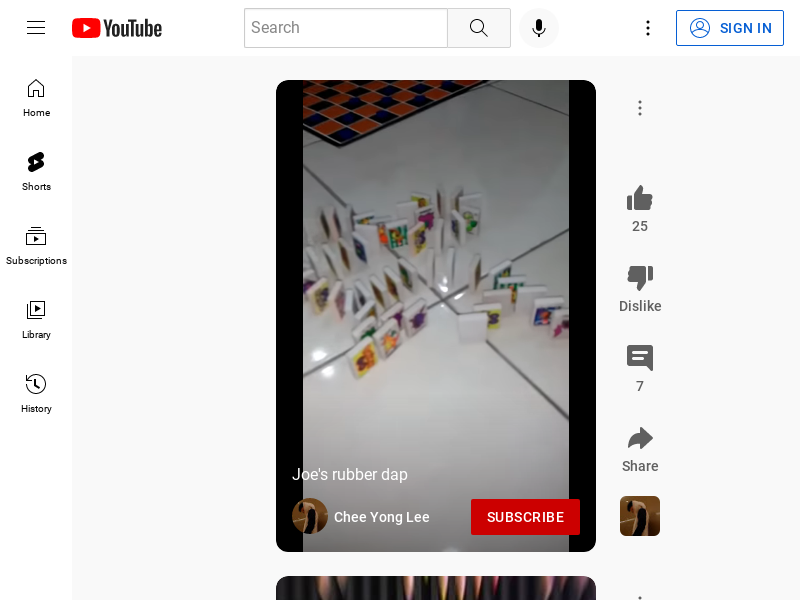 YouTube
Search
SIGN IN
Home
Shorts
Subscriptions
Library
History
25
Dislike
7
Share
Joe's rubber dap
Chee Yong Lee
SUBSCRIBE